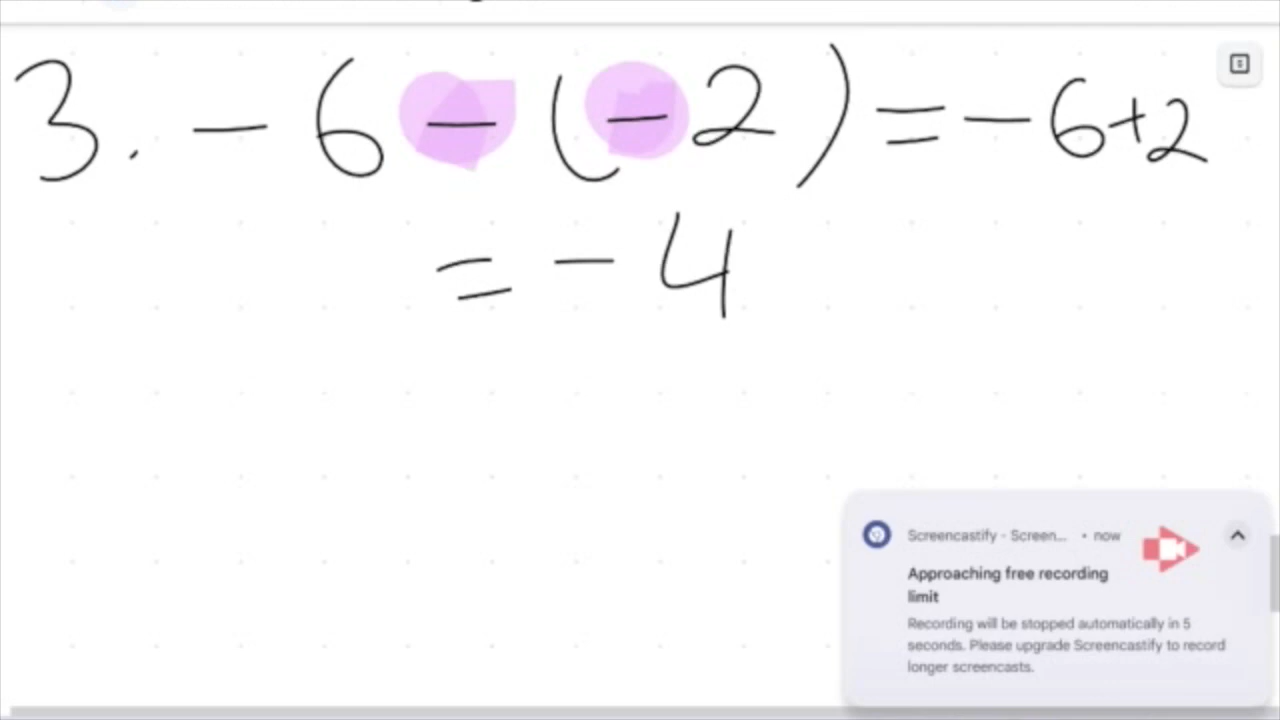 3. - 6 - (-2) = - 6+2
= - 4
Screencastify - Screen... • now
Approaching free recording
limit
Recording will be stopped automatically in 5
seconds. Please upgrade Screencastify to record
longer screencasts.